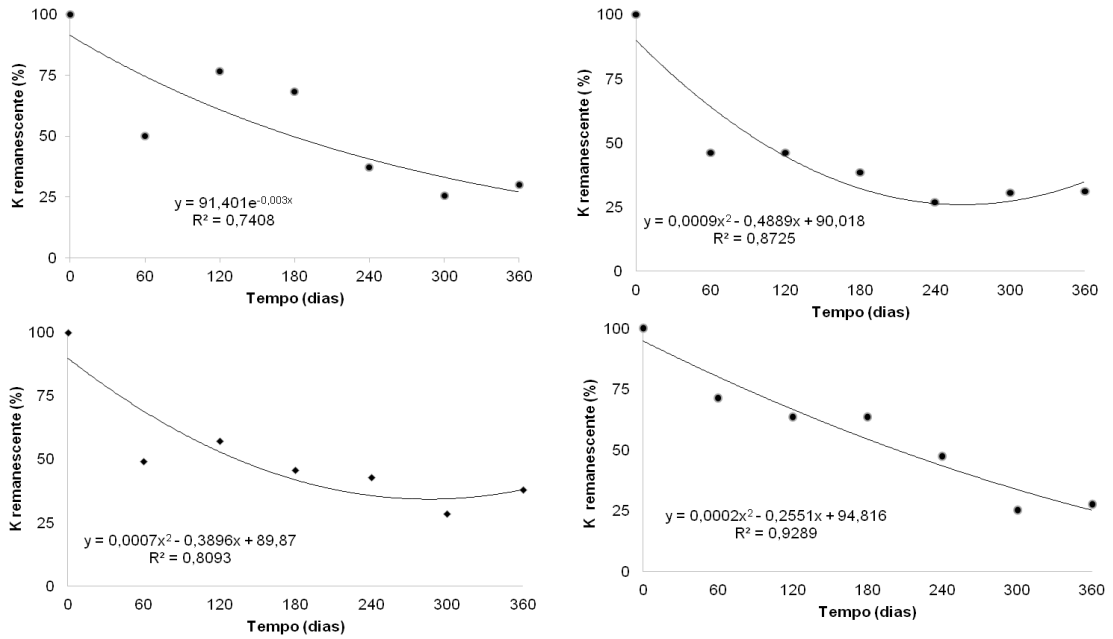 K remanescente (%)
100
75
50
25
0
y = 91,401e-0,003x
R² = 0,7408
0 60 120 180 240 300 360
Tempo (dias)
K remanescente ( %)
100
75
50
25
0
y = 0,0009x² - 0,4889x + 90,018
R² = 0,8725
0 60 120 180 240 300 360
Tempo (dias)
K remanescente (%)
100
75
50
25
0
y = 0,0007x² - 0,3896x + 89,87
R² = 0,8093
0 60 120 180 240 300 360
Tempo (dias)
K remanescente (%)
100
75
50
25
0
y = 0,0002x² - 0,2551x + 94,816
R² = 0,9289
0 60 120 180 240 300 360
Tempo (dias)